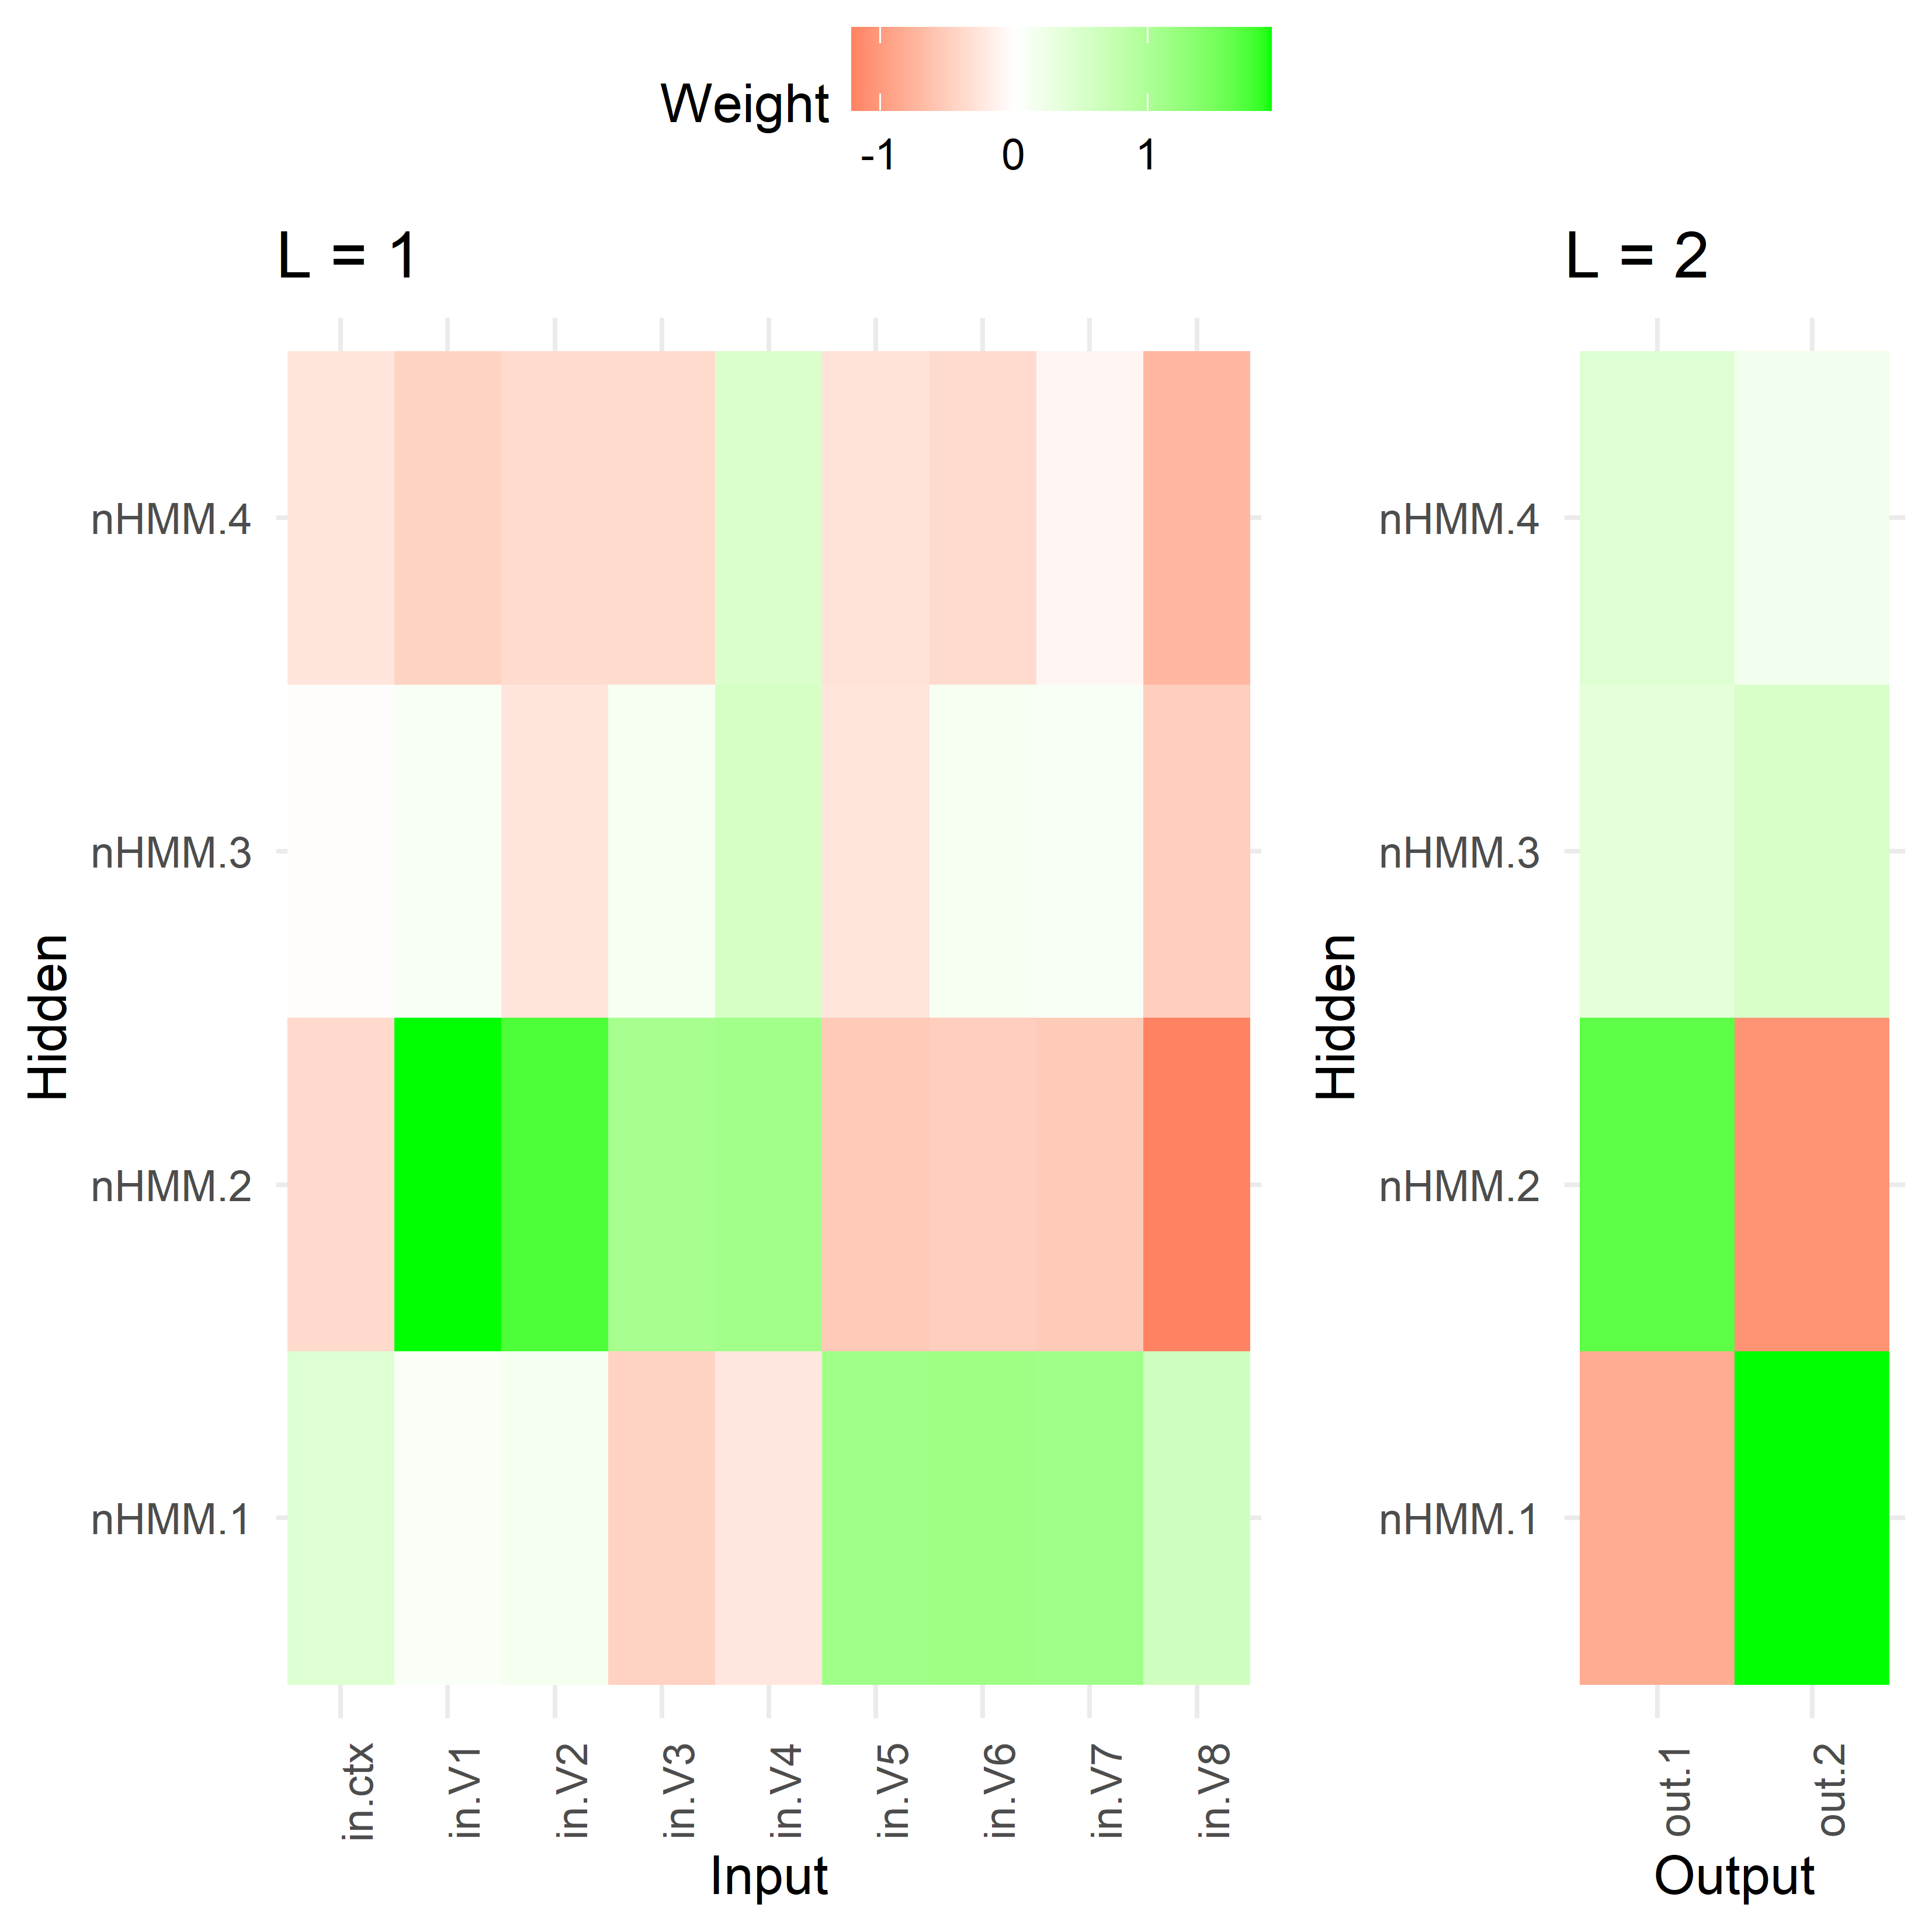 Weight
-1 0 1
L = 1
nHMM.4
nHMM.3
nHMM.2
nHMM.1
Hidden
in.ctx in.V1 in.V2 in.V3 in.V4 in.V5 in.V6 in.V7 in.V8
Input
L = 2
nHMM.4
nHMM.3
nHMM.2
nHMM.1
Hidden
out.1 out.2
Output